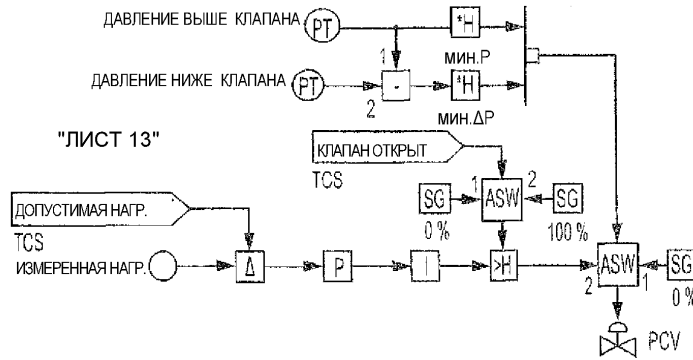 ДАВЛЕНИЕ ВЫШЕ КЛАПАНА
PT
*H
1
мин.P
ДАВЛЕНИЕ НИЖЕ КЛАПАНА
PT
-
*H
2
мин.ΔP
"ЛИСТ 13"
КЛАПАН ОТКРЫТ
TCS
1
2
SG
ASW
SG
0 %
100 %
ДОПУСТИМАЯ НАГР.
TCS
ИЗМЕРЕННАЯ НАГР.
Δ
P
I
>H
2
ASW
1
SG
0 %
PCV